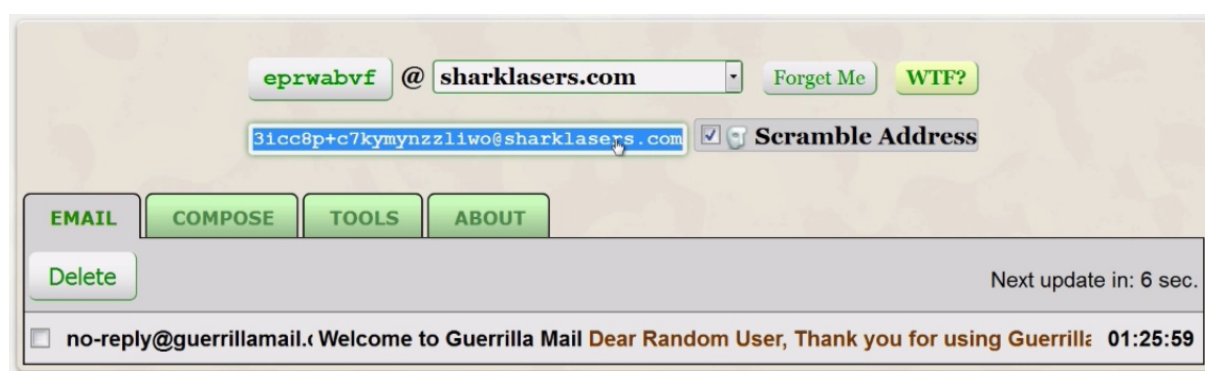 eprwabvf @ sharklasers.com Forget Me WTF?
3icc8p+c7kymynzzliwo@sharklasers.com Scramble Address
EMAIL COMPOSE TOOLS ABOUT
Delete Next update in: 6 sec.
no-reply@guerrillamail.c Welcome to Guerrilla Mail Dear Random User, Thank you for using Guerrilla 01:25:59